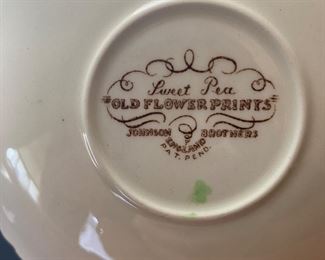 Sweet Pea
"OLD FLOWER PRINTS"
JOHNSON BROTHERS
ENGLAND
PAT. PEND.